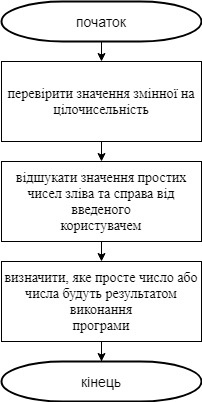 початок
перевірити значення змінної на
цілочисельність
відшукати значення простих
чисел зліва та справа від
введеного
користувачем
визначити, яке просте число або
числа будуть результатом
виконання
програми
кінець